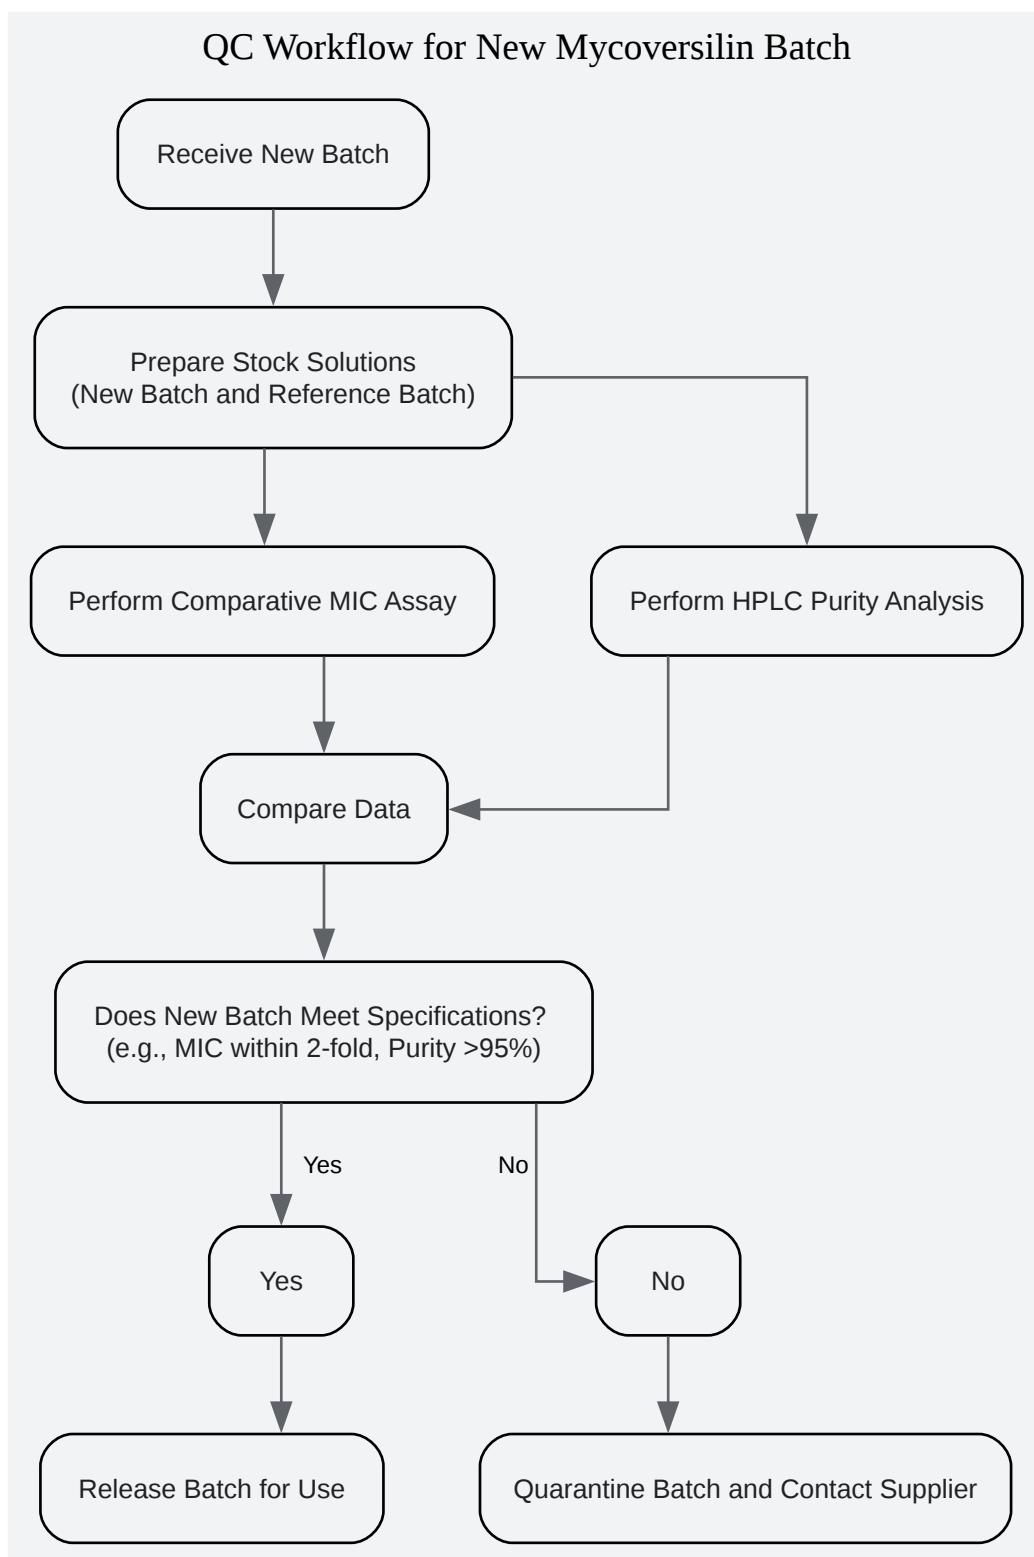 QC Workflow for New Mycoversilin Batch
Receive New Batch
Prepare Stock Solutions
(New Batch and Reference Batch)
Perform Comparative MIC Assay
Perform HPLC Purity Analysis
Compare Data
Does New Batch Meet Specifications?
(e.g., MIC within 2-fold, Purity >95%)
Yes
No
Yes
No
Release Batch for Use
Quarantine Batch and Contact Supplier